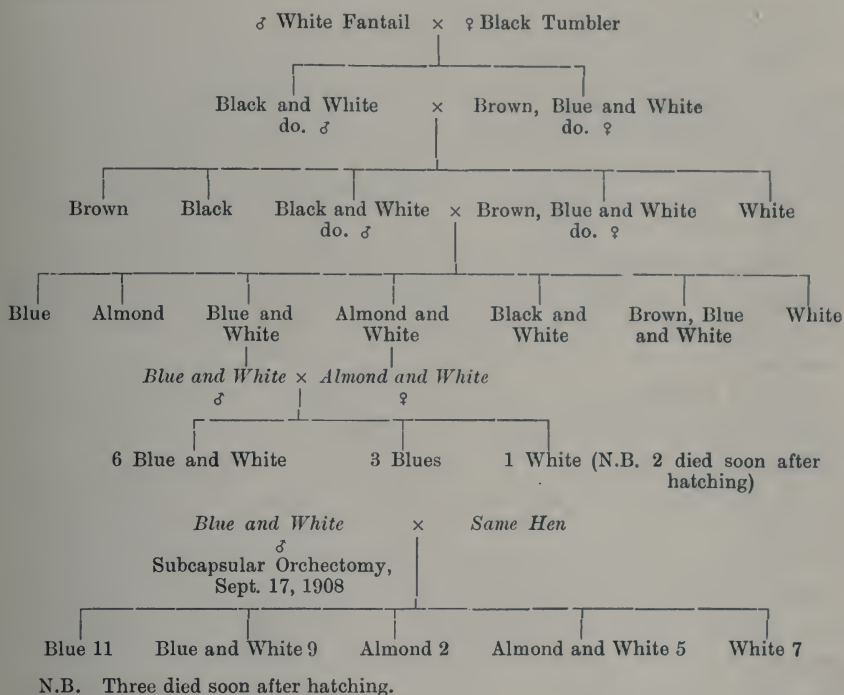 ♂ White Fantail × ♀ Black Tumbler
Black and White × Brown, Blue and White
do. ♂ do. ♀
Brown Black Black and White × Brown, Blue and White White
do. ♂ do. ♀
Blue Almond Blue and Almond and Black and Brown, Blue White
White White White and White
Blue and White × Almond and White
♂ ♀
6 Blue and White 3 Blues 1 White (N.B. 2 died soon after
hatching)
Blue and White × Same Hen
♂
Subcapsular Orchectomy,
Sept. 17, 1908
Blue 11 Blue and White 9 Almond 2 Almond and White 5 White 7
N.B. Three died soon after hatching.